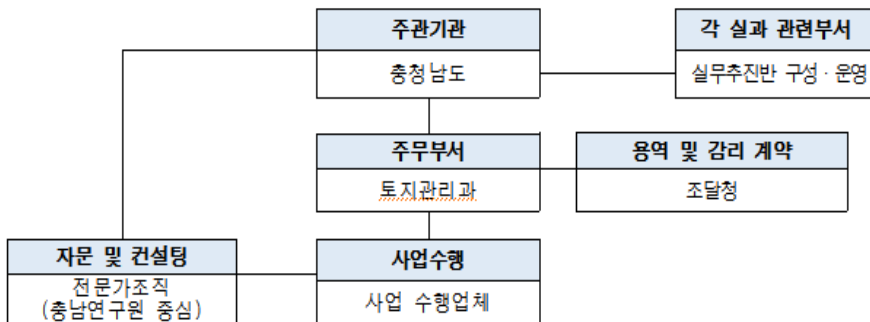 주관기관
충청남도
각 실과 관련부서
실무추진반 구성 · 운영
주무부서
토지관리과
용역 및 감리 계약
조달청
자문 및 컨설팅
전문가조직
(충남연구원 중심)
사업수행
사업 수행업체